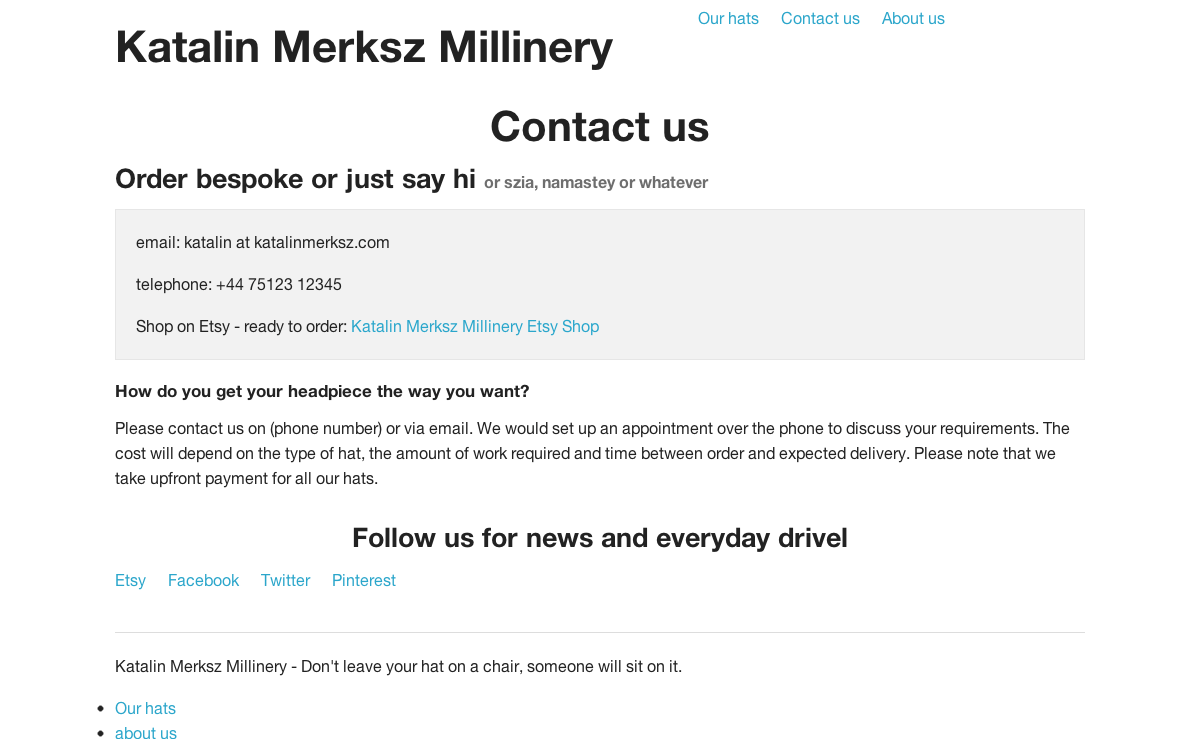 Our hats Contact us About us
Katalin Merksz Millinery
Contact us
Order bespoke or just say hi or szia, namastey or whatever
email: katalin at katalinmerksz.com
telephone: +44 75123 12345
Shop on Etsy - ready to order: Katalin Merksz Millinery Etsy Shop
How do you get your headpiece the way you want?
Please contact us on (phone number) or via email. We would set up an appointment over the phone to discuss your requirements. The
cost will depend on the type of hat, the amount of work required and time between order and expected delivery. Please note that we
take upfront payment for all our hats.
Follow us for news and everyday drivel
Etsy Facebook Twitter Pinterest
Katalin Merksz Millinery - Don't leave your hat on a chair, someone will sit on it.
Our hats
about us